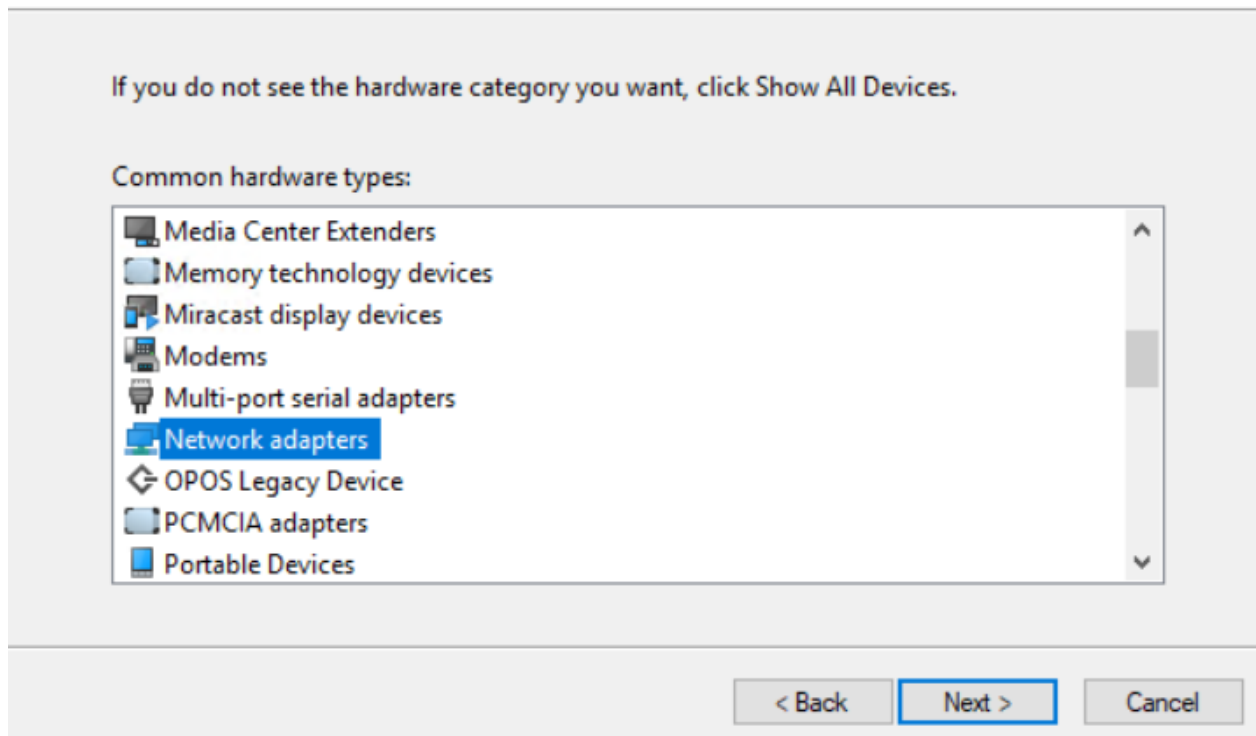 If you do not see the hardware category you want, click Show All Devices.
Common hardware types:
Media Center Extenders
Memory technology devices
Miracast display devices
Modems
Multi-port serial adapters
Network adapters
OPOS Legacy Device
PCMCIA adapters
Portable Devices
< Back Next > Cancel